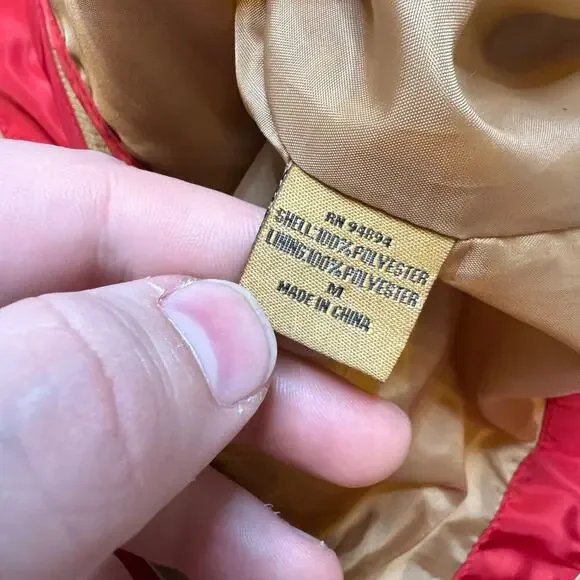 RN 94894
SHELL:100%POLYESTER
LINING:100%POLYESTER
M
MADE IN CHINA